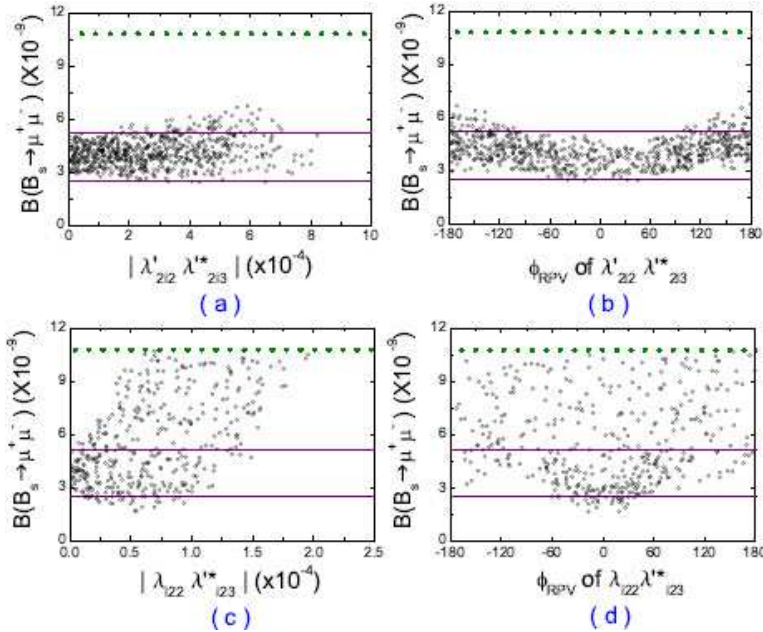 B(B_s→μ⁺μ⁻) (X10⁻⁹)
12
9
6
3
0
0 2 4 6 8 10
| λ'_2i2 λ'*_2i3 | (x10⁻⁴)
( a )
B(B_s→μ⁺μ⁻) (X10⁻⁹)
12
9
6
3
0
-180 -120 -60 0 60 120 180
ϕ_RPV of λ'_2i2 λ'*_2i3
( b )
B(B_s→μ⁺μ⁻) (X10⁻⁹)
12
9
6
3
0
0.0 0.5 1.0 1.5 2.0 2.5
| λ_i22 λ'*_i23 | (x10⁻⁴)
( c )
B(B_s→μ⁺μ⁻) (X10⁻⁹)
12
9
6
3
0
-180 -120 -60 0 60 120 180
ϕ_RPV of λ_i22 λ'*_i23
( d )